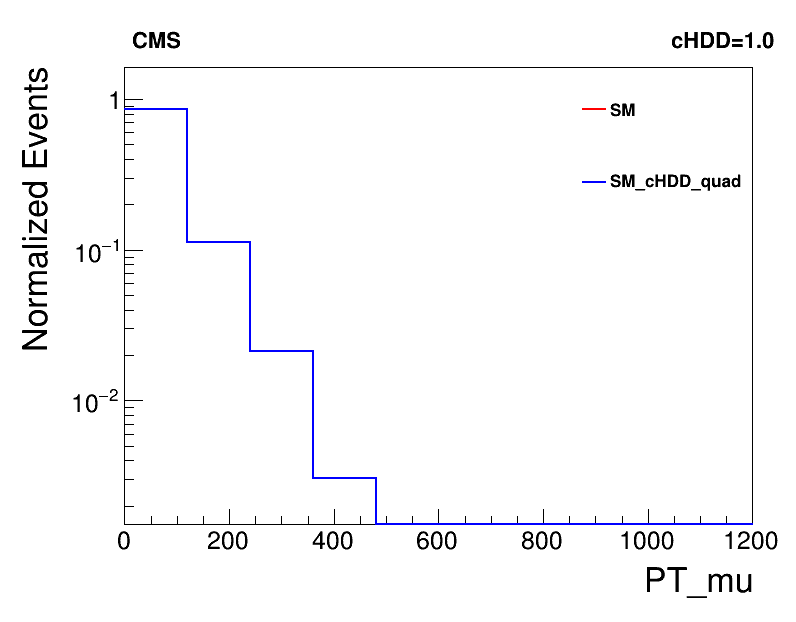 CMS
cHDD=1.0
Normalized Events
1
10⁻¹
10⁻²
SM
SM_cHDD_quad
0 200 400 600 800 1000 1200
PT_mu